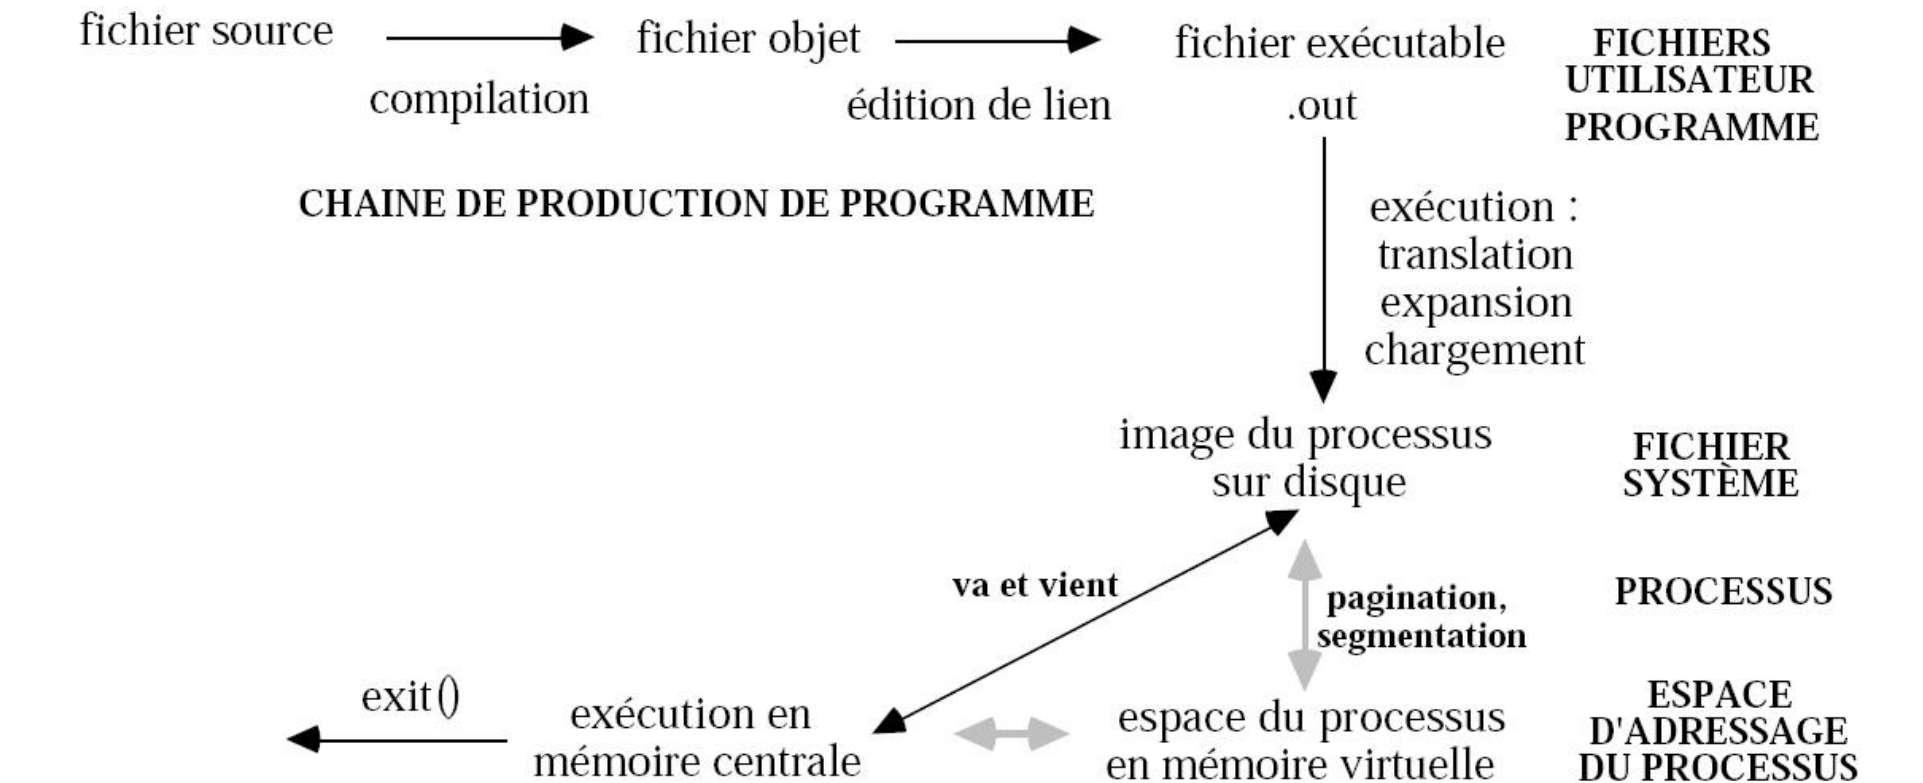 fichier source
fichier objet
fichier exécutable
FICHIERS
UTILISATEUR
compilation
édition de lien
.out
PROGRAMME
CHAINE DE PRODUCTION DE PROGRAMME
exécution :
translation
expansion
chargement
image du processus
sur disque
FICHIER
SYSTÈME
va et vient
pagination,
segmentation
PROCESSUS
exit()
exécution en
mémoire centrale
espace du processus
en mémoire virtuelle
ESPACE
D'ADRESSAGE
DU PROCESSUS